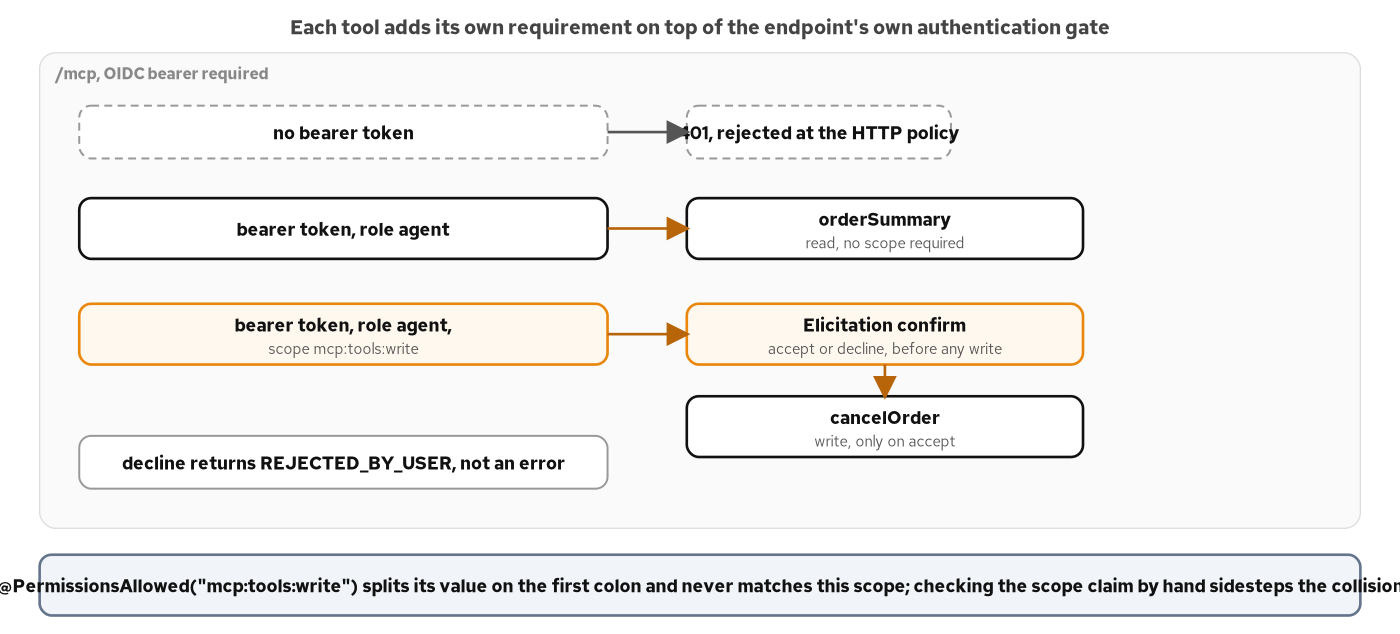 Each tool adds its own requirement on top of the endpoint's own authentication gate
/mcp, OIDC bearer required
no bearer token
401, rejected at the HTTP policy
bearer token, role agent
orderSummary
read, no scope required
bearer token, role agent,
scope mcp:tools:write
Elicitation confirm
accept or decline, before any write
cancelOrder
write, only on accept
decline returns REJECTED_BY_USER, not an error
@PermissionsAllowed("mcp:tools:write") splits its value on the first colon and never matches this scope; checking the scope claim by hand sidesteps the collision